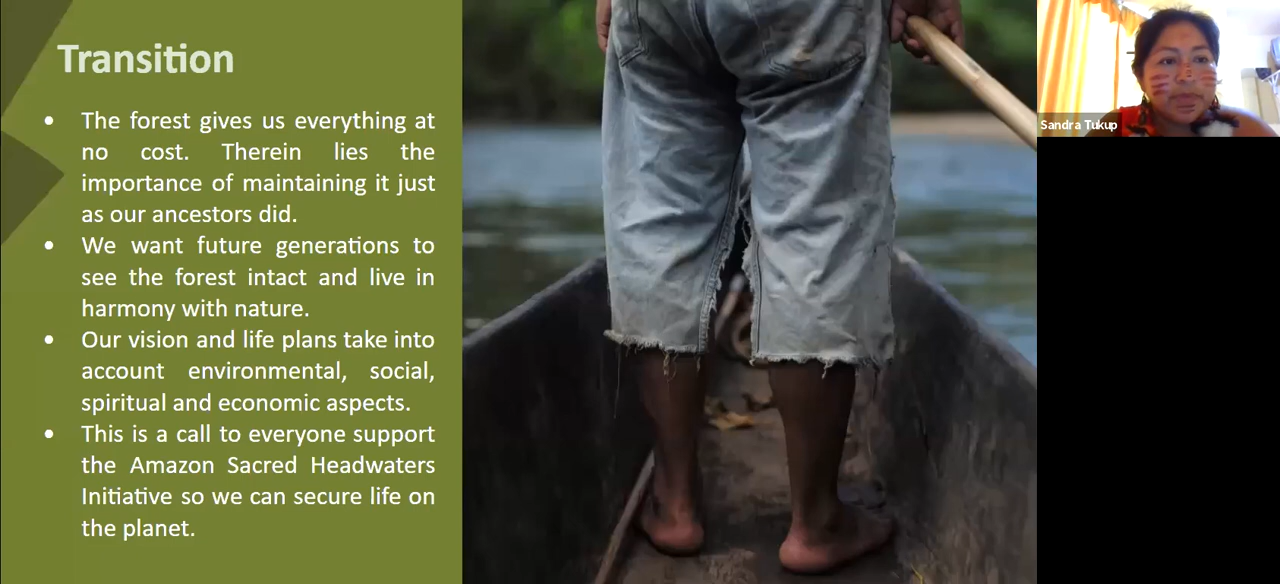 Transition
• The forest gives us everything at
no cost. Therein lies the
importance of maintaining it just
as our ancestors did.
• We want future generations to
see the forest intact and live in
harmony with nature.
• Our vision and life plans take into
account environmental, social,
spiritual and economic aspects.
• This is a call to everyone support
the Amazon Sacred Headwaters
Initiative so we can secure life on
the planet.
Sandra Tukup